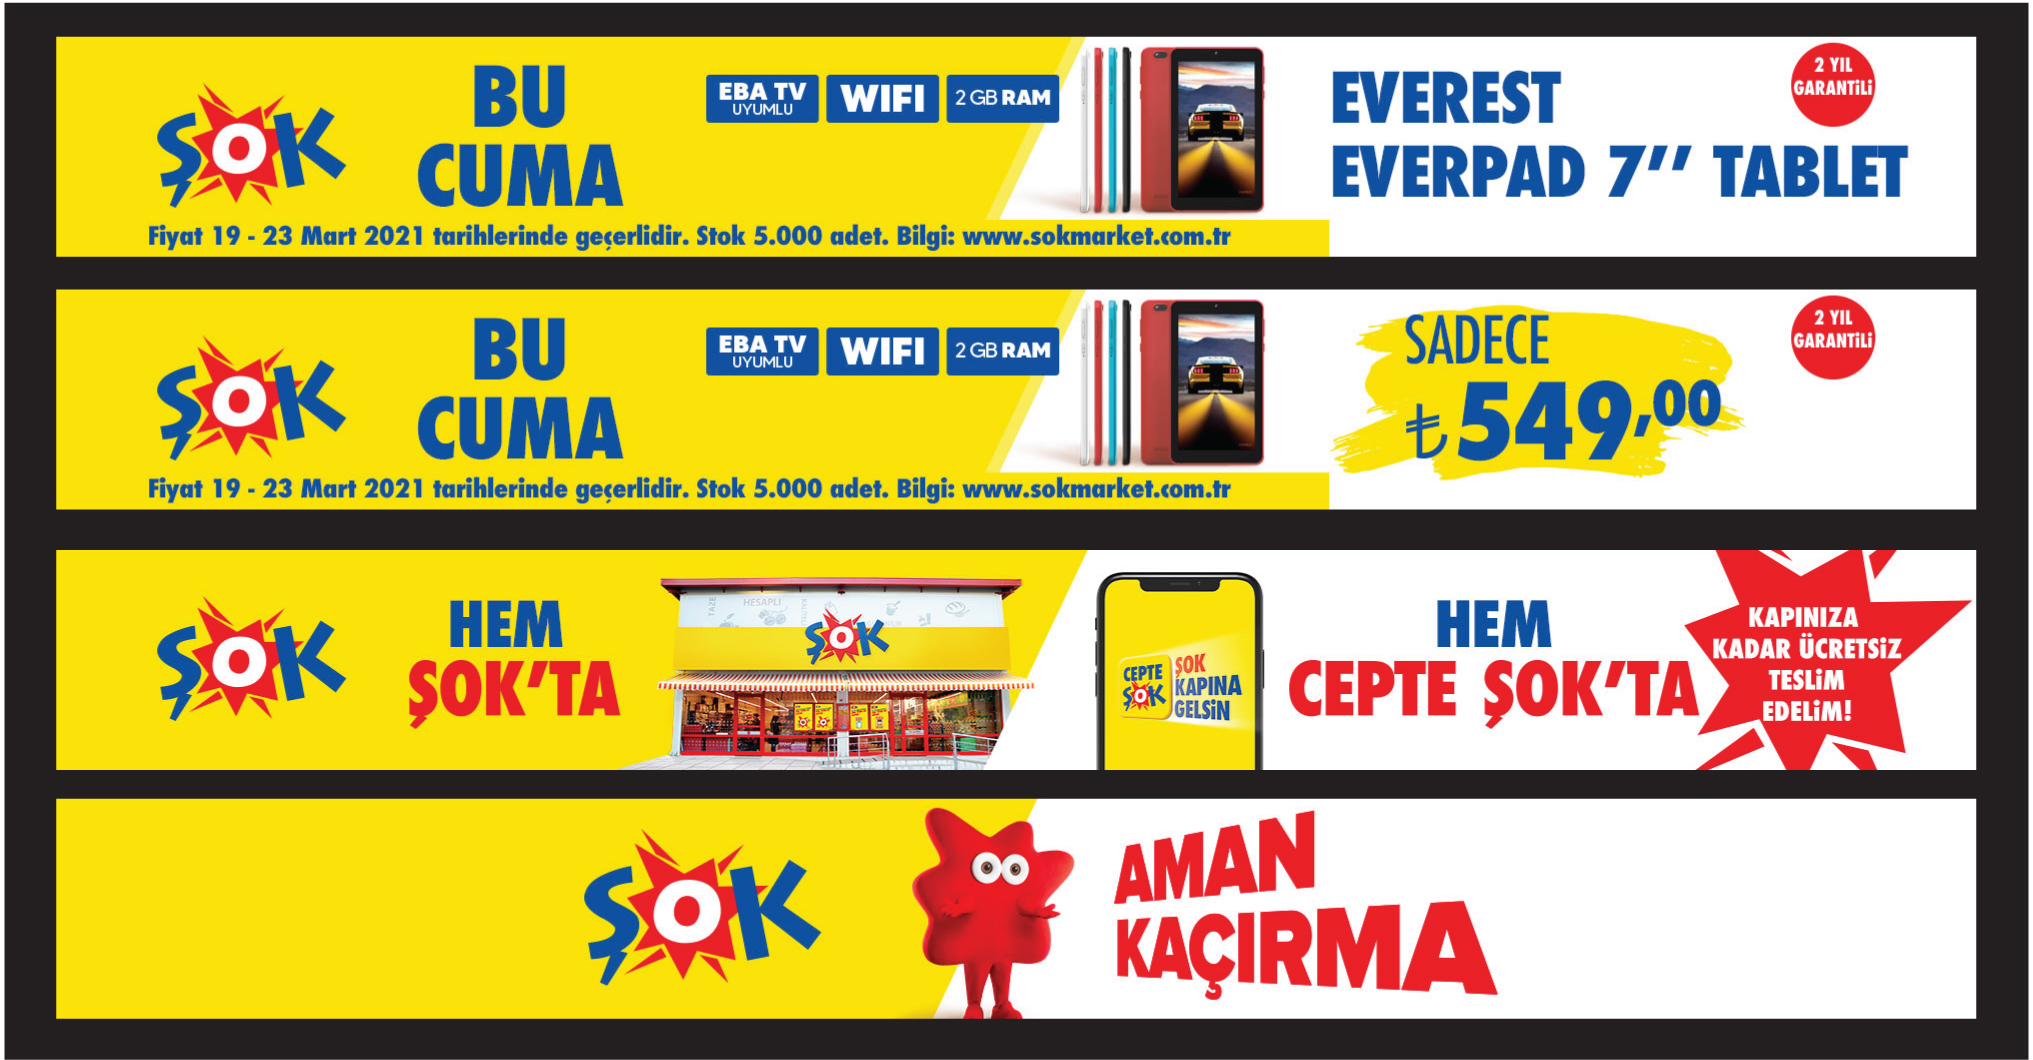 ŞOK
BU
CUMA
EBA TV
UYUMLU
WIFI
2 GB RAM
EVEREST
EVERPAD 7’’ TABLET
2 YIL
GARANTİLİ
Fiyat 19 - 23 Mart 2021 tarihlerinde geçerlidir. Stok 5.000 adet. Bilgi: www.sokmarket.com.tr
ŞOK
BU
CUMA
EBA TV
UYUMLU
WIFI
2 GB RAM
SADECE
₺549,00
2 YIL
GARANTİLİ
Fiyat 19 - 23 Mart 2021 tarihlerinde geçerlidir. Stok 5.000 adet. Bilgi: www.sokmarket.com.tr
ŞOK
HEM
ŞOK’TA
TAZE
HESAPLI
KALİTELİ
ŞOK
CEPTE
ŞOK
ŞOK
KAPINA
GELSİN
HEM
CEPTE ŞOK’TA
KAPINIZA
KADAR ÜCRETSİZ
TESLİM
EDELİM!
ŞOK
AMAN
KAÇIRMA